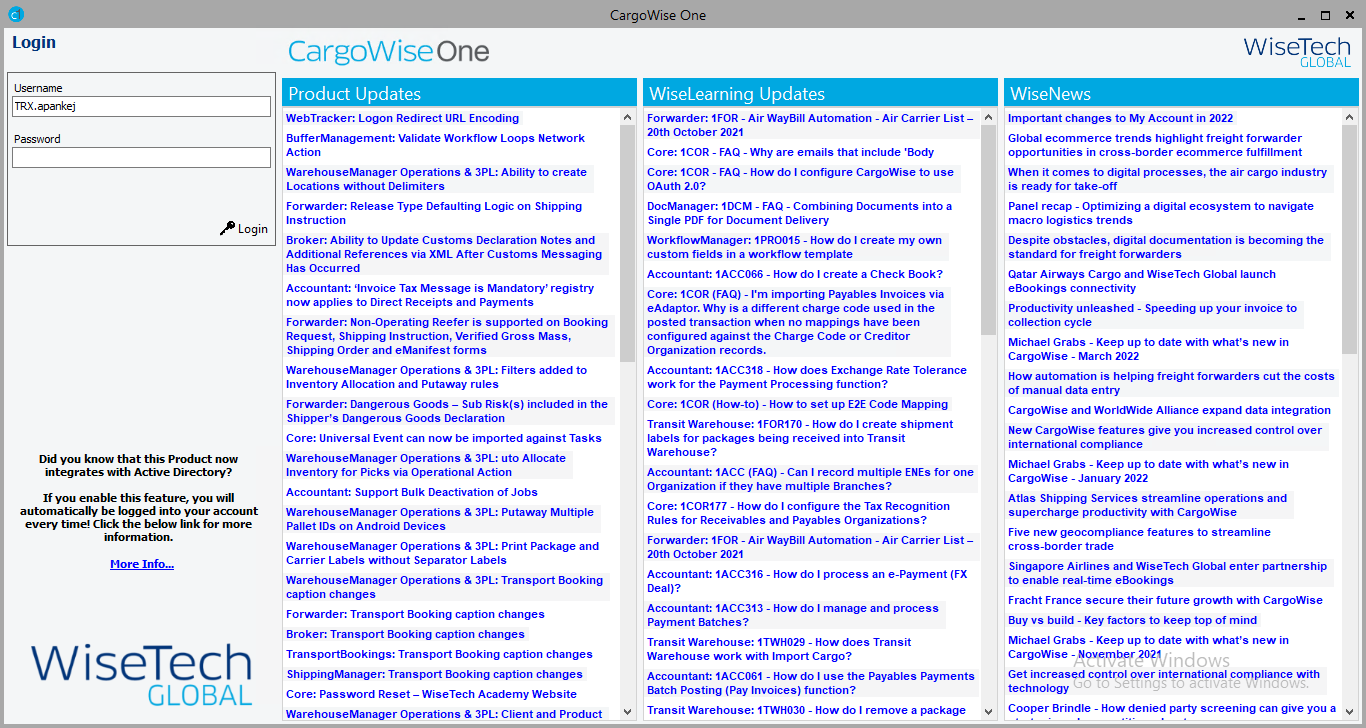 CargoWise One
Login
CargoWiseOne
WiseTech
GLOBAL
Username
TRX.apankej
Password
Login
Did you know that this Product now
integrates with Active Directory?
If you enable this feature, you will
automatically be logged into your account
every time! Click the below link for more
information.
More Info...
WiseTech
GLOBAL
Product Updates
WebTracker: Logon Redirect URL Encoding
BufferManagement: Validate Workflow Loops Network
Action
WarehouseManager Operations & 3PL: Ability to create
Locations without Delimiters
Forwarder: Release Type Defaulting Logic on Shipping
Instruction
Broker: Ability to Update Customs Declaration Notes and
Additional References via XML After Customs Messaging
Has Occurred
Accountant: ‘Invoice Tax Message is Mandatory’ registry
now applies to Direct Receipts and Payments
Forwarder: Non-Operating Reefer is supported on Booking
Request, Shipping Instruction, Verified Gross Mass,
Shipping Order and eManifest forms
WarehouseManager Operations & 3PL: Filters added to
Inventory Allocation and Putaway rules
Forwarder: Dangerous Goods – Sub Risk(s) included in the
Shipper’s Dangerous Goods Declaration
Core: Universal Event can now be imported against Tasks
WarehouseManager Operations & 3PL: uto Allocate
Inventory for Picks via Operational Action
Accountant: Support Bulk Deactivation of Jobs
WarehouseManager Operations & 3PL: Putaway Multiple
Pallet IDs on Android Devices
WarehouseManager Operations & 3PL: Print Package and
Carrier Labels without Separator Labels
WarehouseManager Operations & 3PL: Transport Booking
caption changes
Forwarder: Transport Booking caption changes
Broker: Transport Booking caption changes
TransportBookings: Transport Booking caption changes
ShippingManager: Transport Booking caption changes
Core: Password Reset – WiseTech Academy Website
WarehouseManager Operations & 3PL: Client and Product
WiseLearning Updates
Forwarder: 1FOR - Air WayBill Automation - Air Carrier List –
20th October 2021
Core: 1COR - FAQ - Why are emails that include 'Body
Core: 1COR - FAQ - How do I configure CargoWise to use
OAuth 2.0?
DocManager: 1DCM - FAQ - Combining Documents into a
Single PDF for Document Delivery
WorkflowManager: 1PRO015 - How do I create my own
custom fields in a workflow template
Accountant: 1ACC066 - How do I create a Check Book?
Core: 1COR (FAQ) - I'm importing Payables Invoices via
eAdaptor. Why is a different charge code used in the
posted transaction when no mappings have been
configured against the Charge Code or Creditor
Organization records.
Accountant: 1ACC318 - How does Exchange Rate Tolerance
work for the Payment Processing function?
Core: 1COR (How-to) - How to set up E2E Code Mapping
Transit Warehouse: 1FOR170 - How do I create shipment
labels for packages being received into Transit
Warehouse?
Accountant: 1ACC (FAQ) - Can I record multiple ENEs for one
Organization if they have multiple Branches?
Core: 1COR177 - How do I configure the Tax Recognition
Rules for Receivables and Payables Organizations?
Forwarder: 1FOR - Air WayBill Automation - Air Carrier List –
20th October 2021
Accountant: 1ACC316 - How do I process an e-Payment (FX
Deal)?
Accountant: 1ACC313 - How do I manage and process
Payment Batches?
Transit Warehouse: 1TWH029 - How does Transit
Warehouse work with Import Cargo?
Accountant: 1ACC061 - How do I use the Payables Payments
Batch Posting (Pay Invoices) function?
Transit Warehouse: 1TWH030 - How do I remove a package
WiseNews
Important changes to My Account in 2022
Global ecommerce trends highlight freight forwarder
opportunities in cross-border ecommerce fulfillment
When it comes to digital processes, the air cargo industry
is ready for take-off
Panel recap - Optimizing a digital ecosystem to navigate
macro logistics trends
Despite obstacles, digital documentation is becoming the
standard for freight forwarders
Qatar Airways Cargo and WiseTech Global launch
eBookings connectivity
Productivity unleashed - Speeding up your invoice to
collection cycle
Michael Grabs - Keep up to date with what's new in
CargoWise - March 2022
How automation is helping freight forwarders cut the costs
of manual data entry
CargoWise and WorldWide Alliance expand data integration
New CargoWise features give you increased control over
international compliance
Michael Grabs - Keep up to date with what's new in
CargoWise - January 2022
Atlas Shipping Services streamline operations and
supercharge productivity with CargoWise
Five new geocompliance features to streamline
cross-border trade
Singapore Airlines and WiseTech Global enter partnership
to enable real-time eBookings
Fracht France secure their future growth with CargoWise
Buy vs build - Key factors to keep top of mind
Michael Grabs - Keep up to date with what's new in
CargoWise - November 2021
Get increased control over international compliance with
technology
Cooper Brindle - How denied party screening can give you a
Activate Windows
Go to Settings to activate Windows.